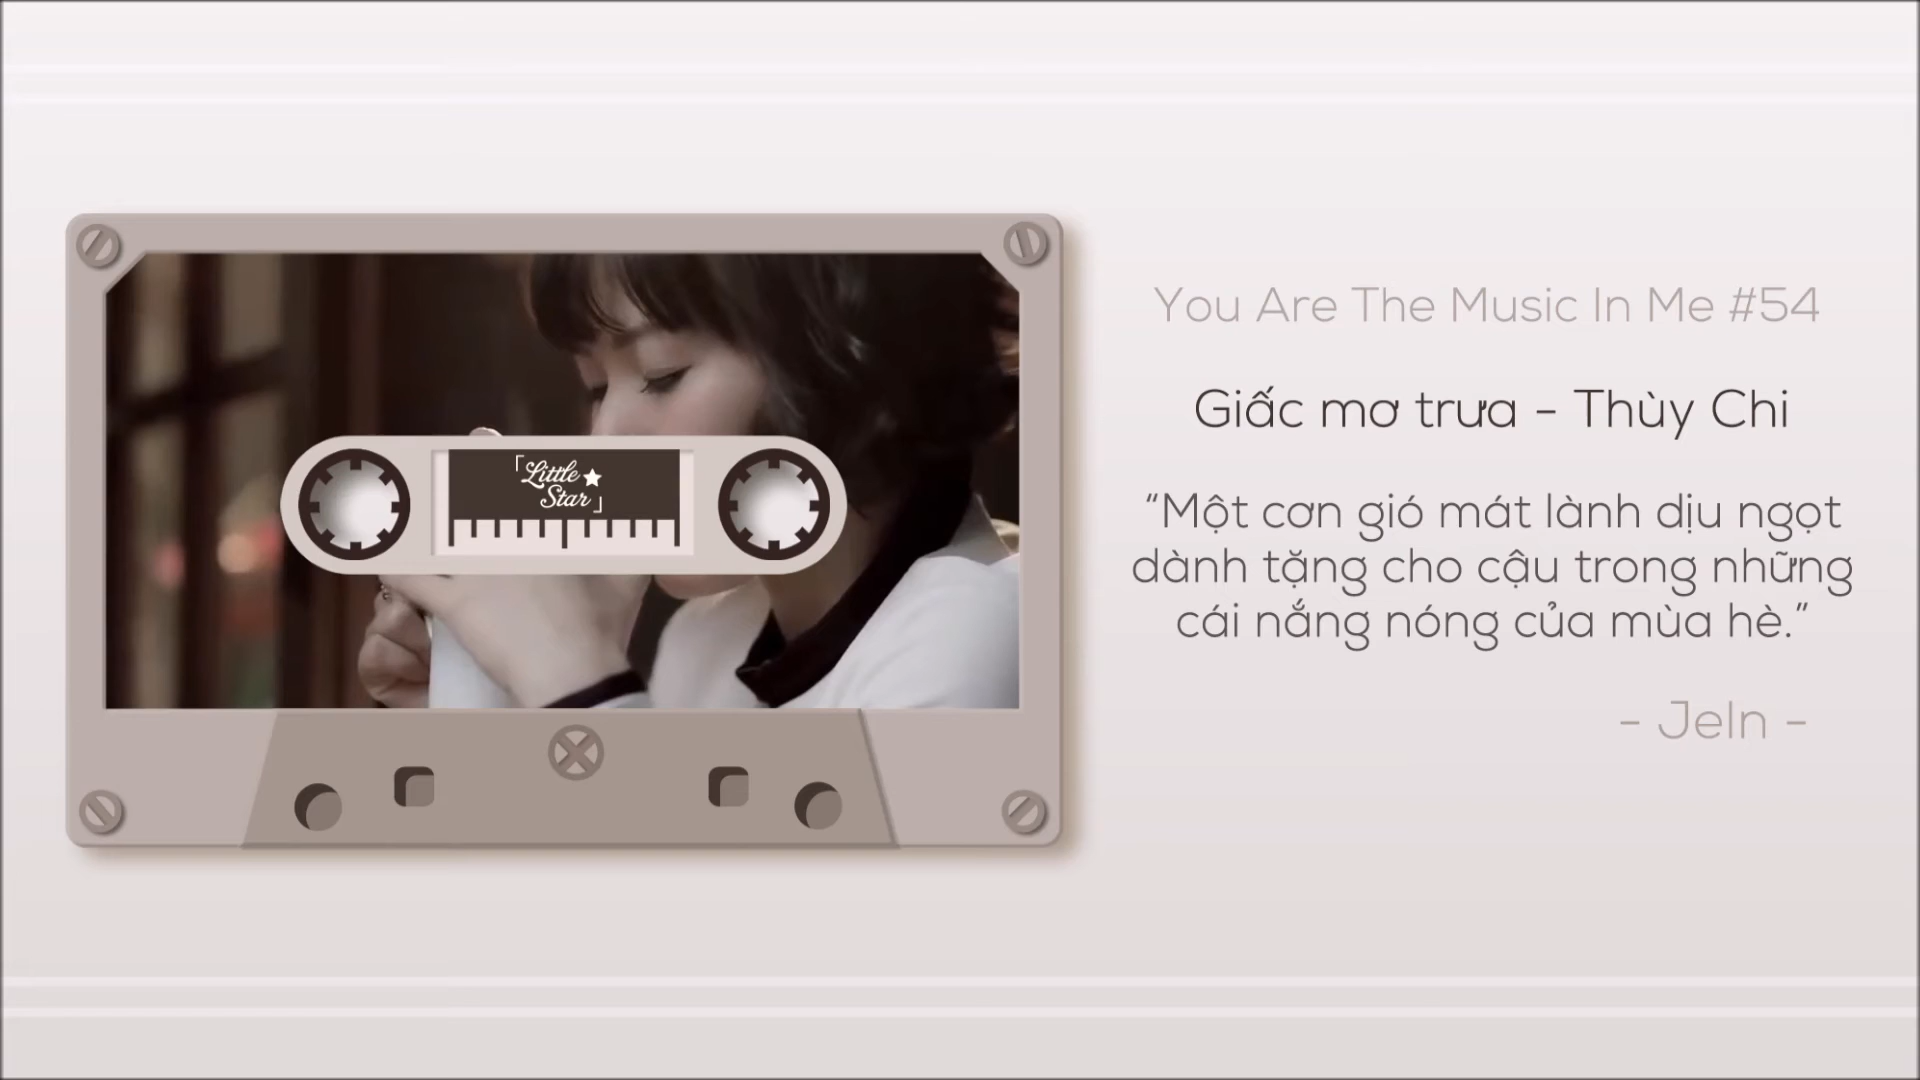 「Little
Star」
You Are The Music In Me #54
Giấc mơ trưa - Thùy Chi
“Một cơn gió mát lành dịu ngọt
dành tặng cho cậu trong những
cái nắng nóng của mùa hè.”
- Jeln -